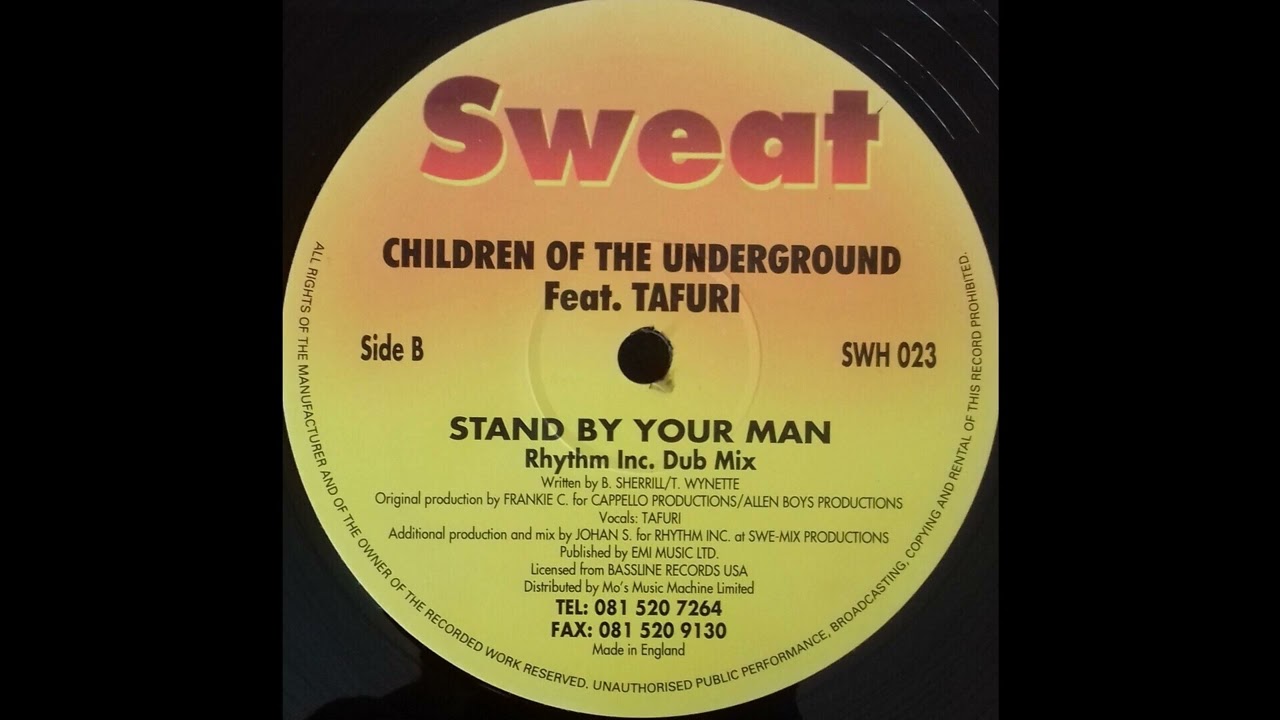 Sweat
CHILDREN OF THE UNDERGROUND
Feat. TAFURI
Side B
SWH 023
STAND BY YOUR MAN
Rhythm Inc. Dub Mix
Written by B. SHERRILL/T. WYNETTE
Original production by FRANKIE C. for CAPPELLO PRODUCTIONS/ALLEN BOYS PRODUCTIONS
Vocals: TAFURI
Additional production and mix by JOHAN S. for RHYTHM INC. at SWE-MIX PRODUCTIONS
Published by EMI MUSIC LTD.
Licensed from BASSLINE RECORDS USA
Distributed by Mo's Music Machine Limited
TEL: 081 520 7264
FAX: 081 520 9130
Made in England
ALL RIGHTS OF THE MANUFACTURER AND OF THE OWNER OF THE RECORDED WORK RESERVED. UNAUTHORISED PUBLIC PERFORMANCE, BROADCASTING, COPYING AND RENTAL OF THIS RECORD PROHIBITED.